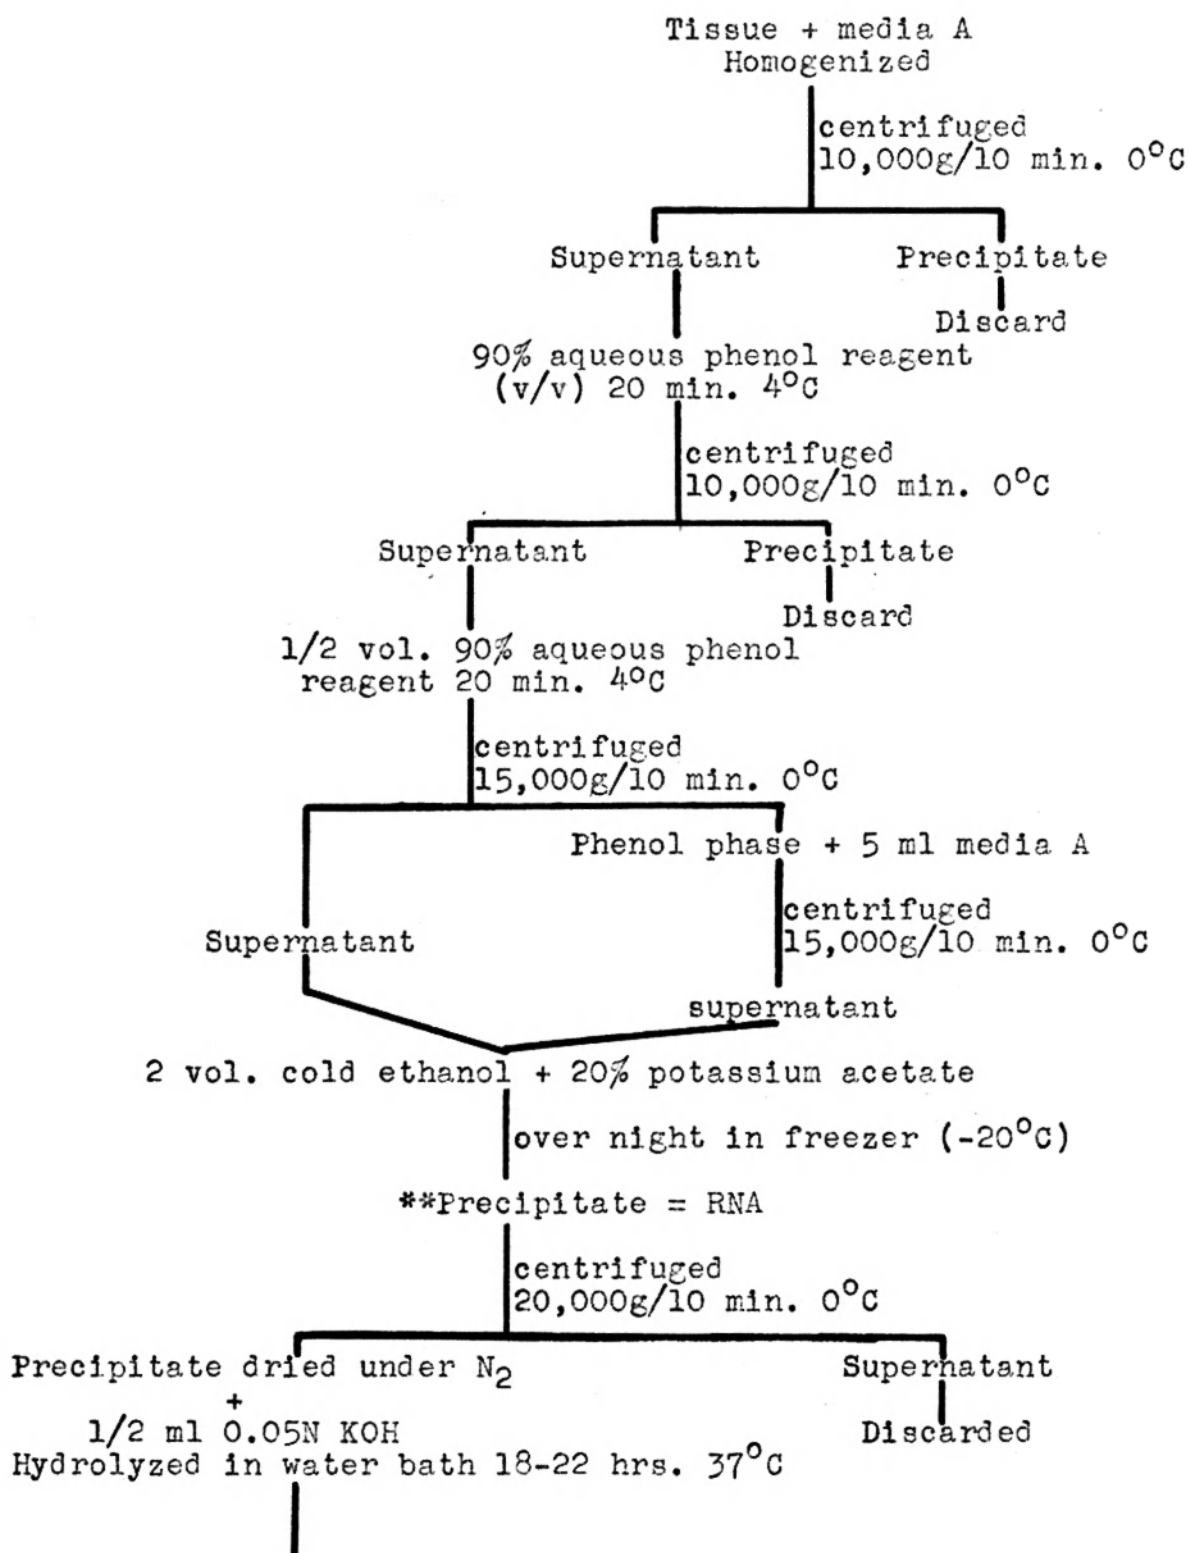 Tissue + media A
Homogenized
centrifuged
10,000g/10 min. 0°C
Supernatant
Precipitate
Discard
90% aqueous phenol reagent
(v/v) 20 min. 4°C
centrifuged
10,000g/10 min. 0°C
Supernatant
Precipitate
Discard
1/2 vol. 90% aqueous phenol
reagent 20 min. 4°C
centrifuged
15,000g/10 min. 0°C
Phenol phase + 5 ml media A
centrifuged
15,000g/10 min. 0°C
Supernatant
supernatant
2 vol. cold ethanol + 20% potassium acetate
over night in freezer (-20°C)
**Precipitate = RNA
centrifuged
20,000g/10 min. 0°C
Precipitate dried under N2
+
1/2 ml 0.05N KOH
Hydrolyzed in water bath 18-22 hrs. 37°C
Supernatant
Discarded